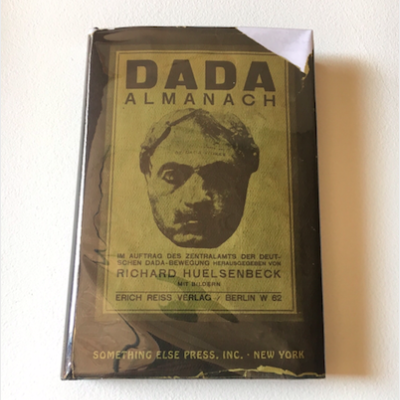 DADA
ALMANACH
IM AUFTRAG DES ZENTRALAMTS DER DEUT-
SCHEN DADA-BEWEGUNG HERAUSGEGEBEN VON
RICHARD HUELSENBECK
MIT BILDERN
ERICH REISS VERLAG / BERLIN W 62
SOMETHING ELSE PRESS, INC. · NEW YORK